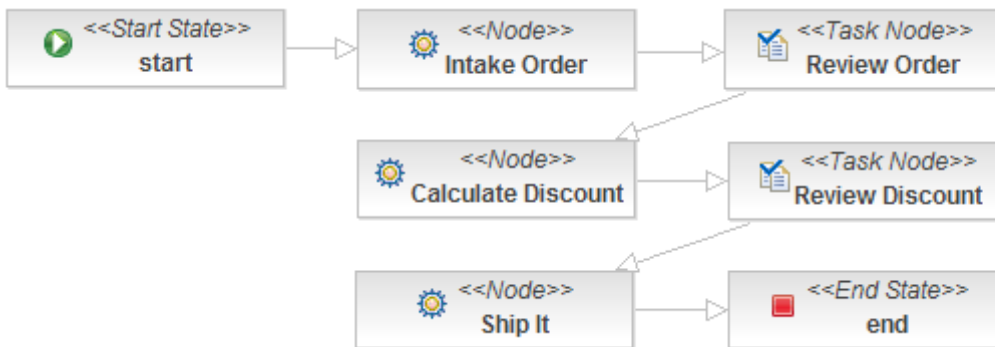 <<Start State>>
start
<<Node>>
Intake Order
<<Task Node>>
Review Order
<<Node>>
Calculate Discount
<<Task Node>>
Review Discount
<<Node>>
Ship It
<<End State>>
end